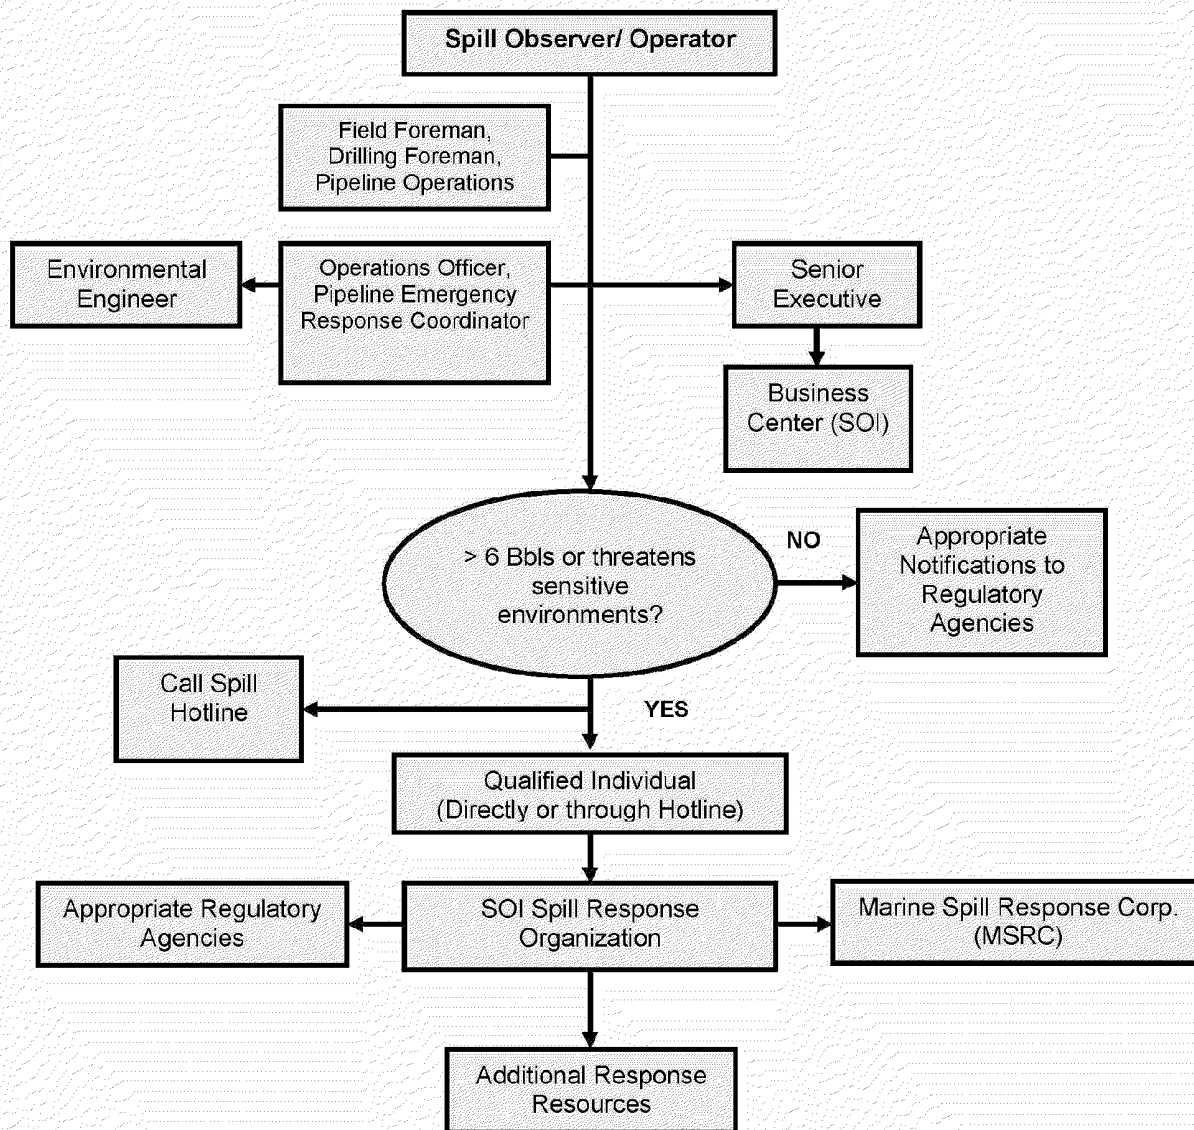 Spill Observer/ Operator
Field Foreman,
Drilling Foreman,
Pipeline Operations
Environmental
Engineer
Operations Officer,
Pipeline Emergency
Response Coordinator
Senior
Executive
Business
Center (SOI)
> 6 Bbls or threatens
sensitive
environments?
NO
Appropriate
Notifications to
Regulatory
Agencies
Call Spill
Hotline
YES
Qualified Individual
(Directly or through Hotline)
Appropriate Regulatory
Agencies
SOI Spill Response
Organization
Marine Spill Response Corp.
(MSRC)
Additional Response
Resources